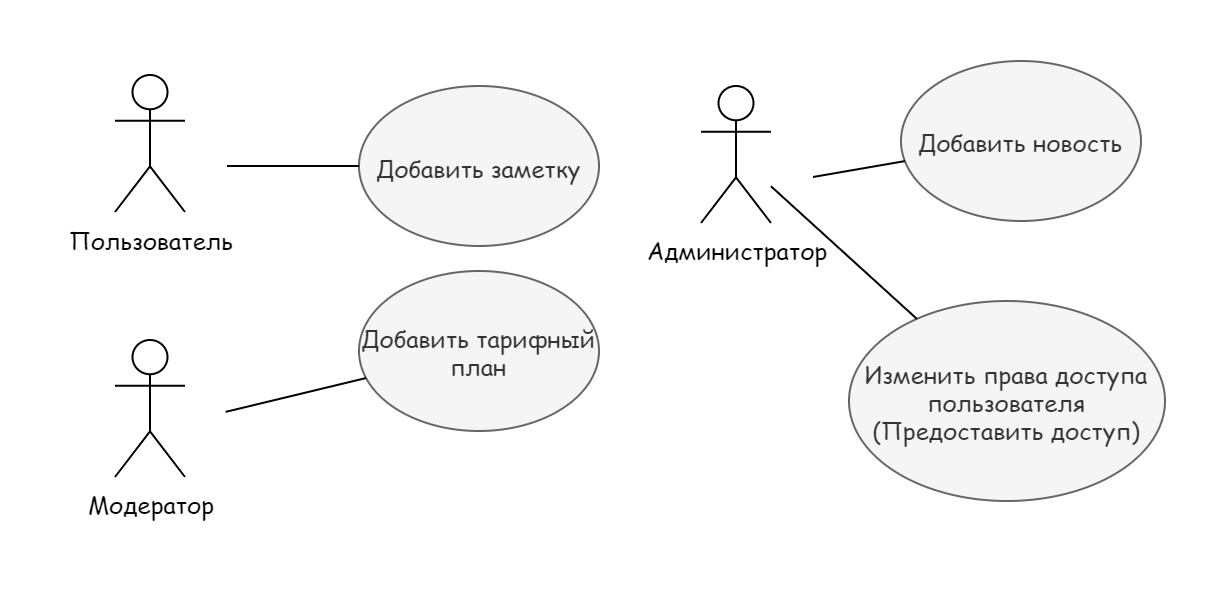 Пользователь
Добавить заметку
Модератор
Добавить тарифный
план
Администратор
Добавить новость
Изменить права доступа
пользователя
(Предоставить доступ)